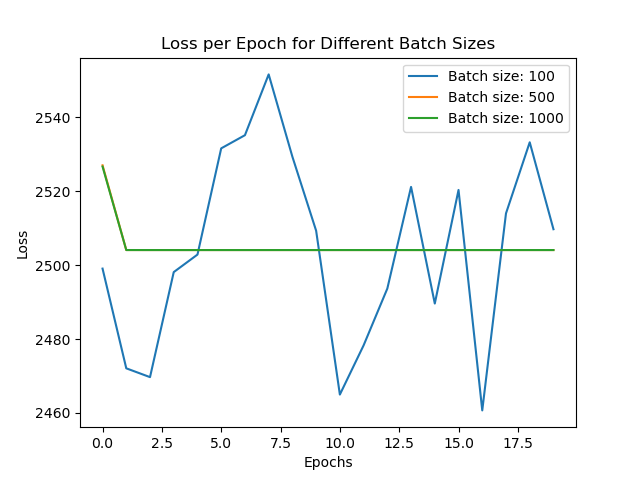 Loss per Epoch for Different Batch Sizes
Batch size: 100
Batch size: 500
Batch size: 1000
Loss
2540
2520
2500
2480
2460
0.0 2.5 5.0 7.5 10.0 12.5 15.0 17.5
Epochs